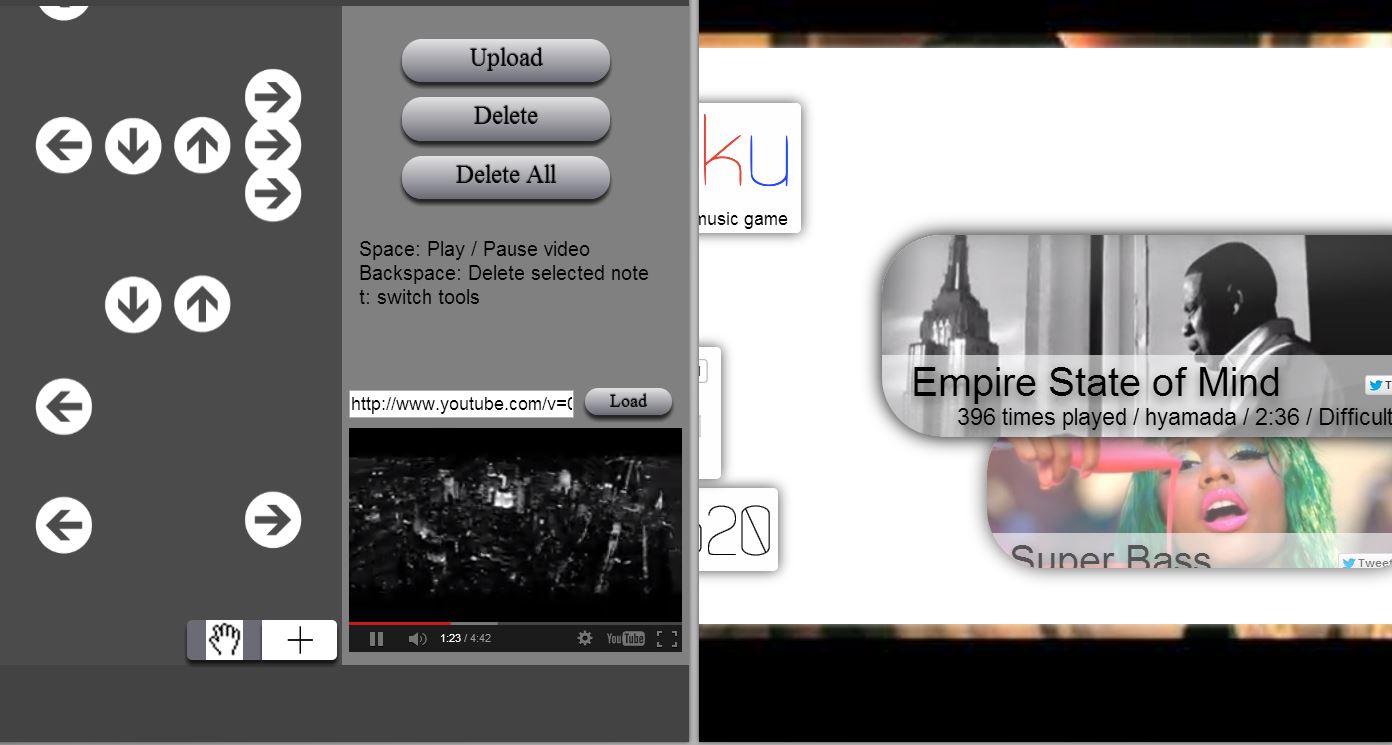 Upload
Delete
Delete All
Space: Play / Pause video
Backspace: Delete selected note
t: switch tools
http://www.youtube.com/v=
Load
1:23 / 4:42
YouTube
ku
music game
20
Empire State of Mind
396 times played / hyamada / 2:36 / Difficult
Super Bass
Tweet